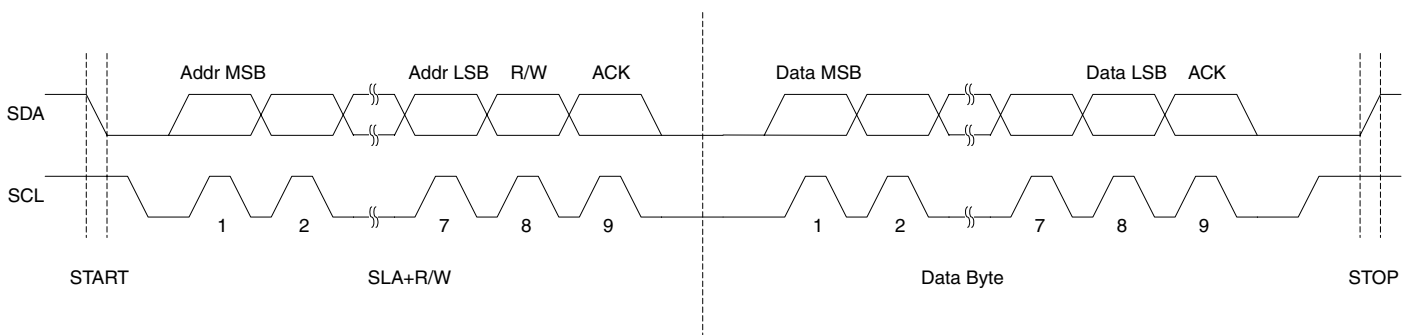 Addr MSB Addr LSB R/W ACK Data MSB Data LSB ACK
SDA
SCL
1 2 7 8 9 1 2 7 8 9
START SLA+R/W Data Byte STOP